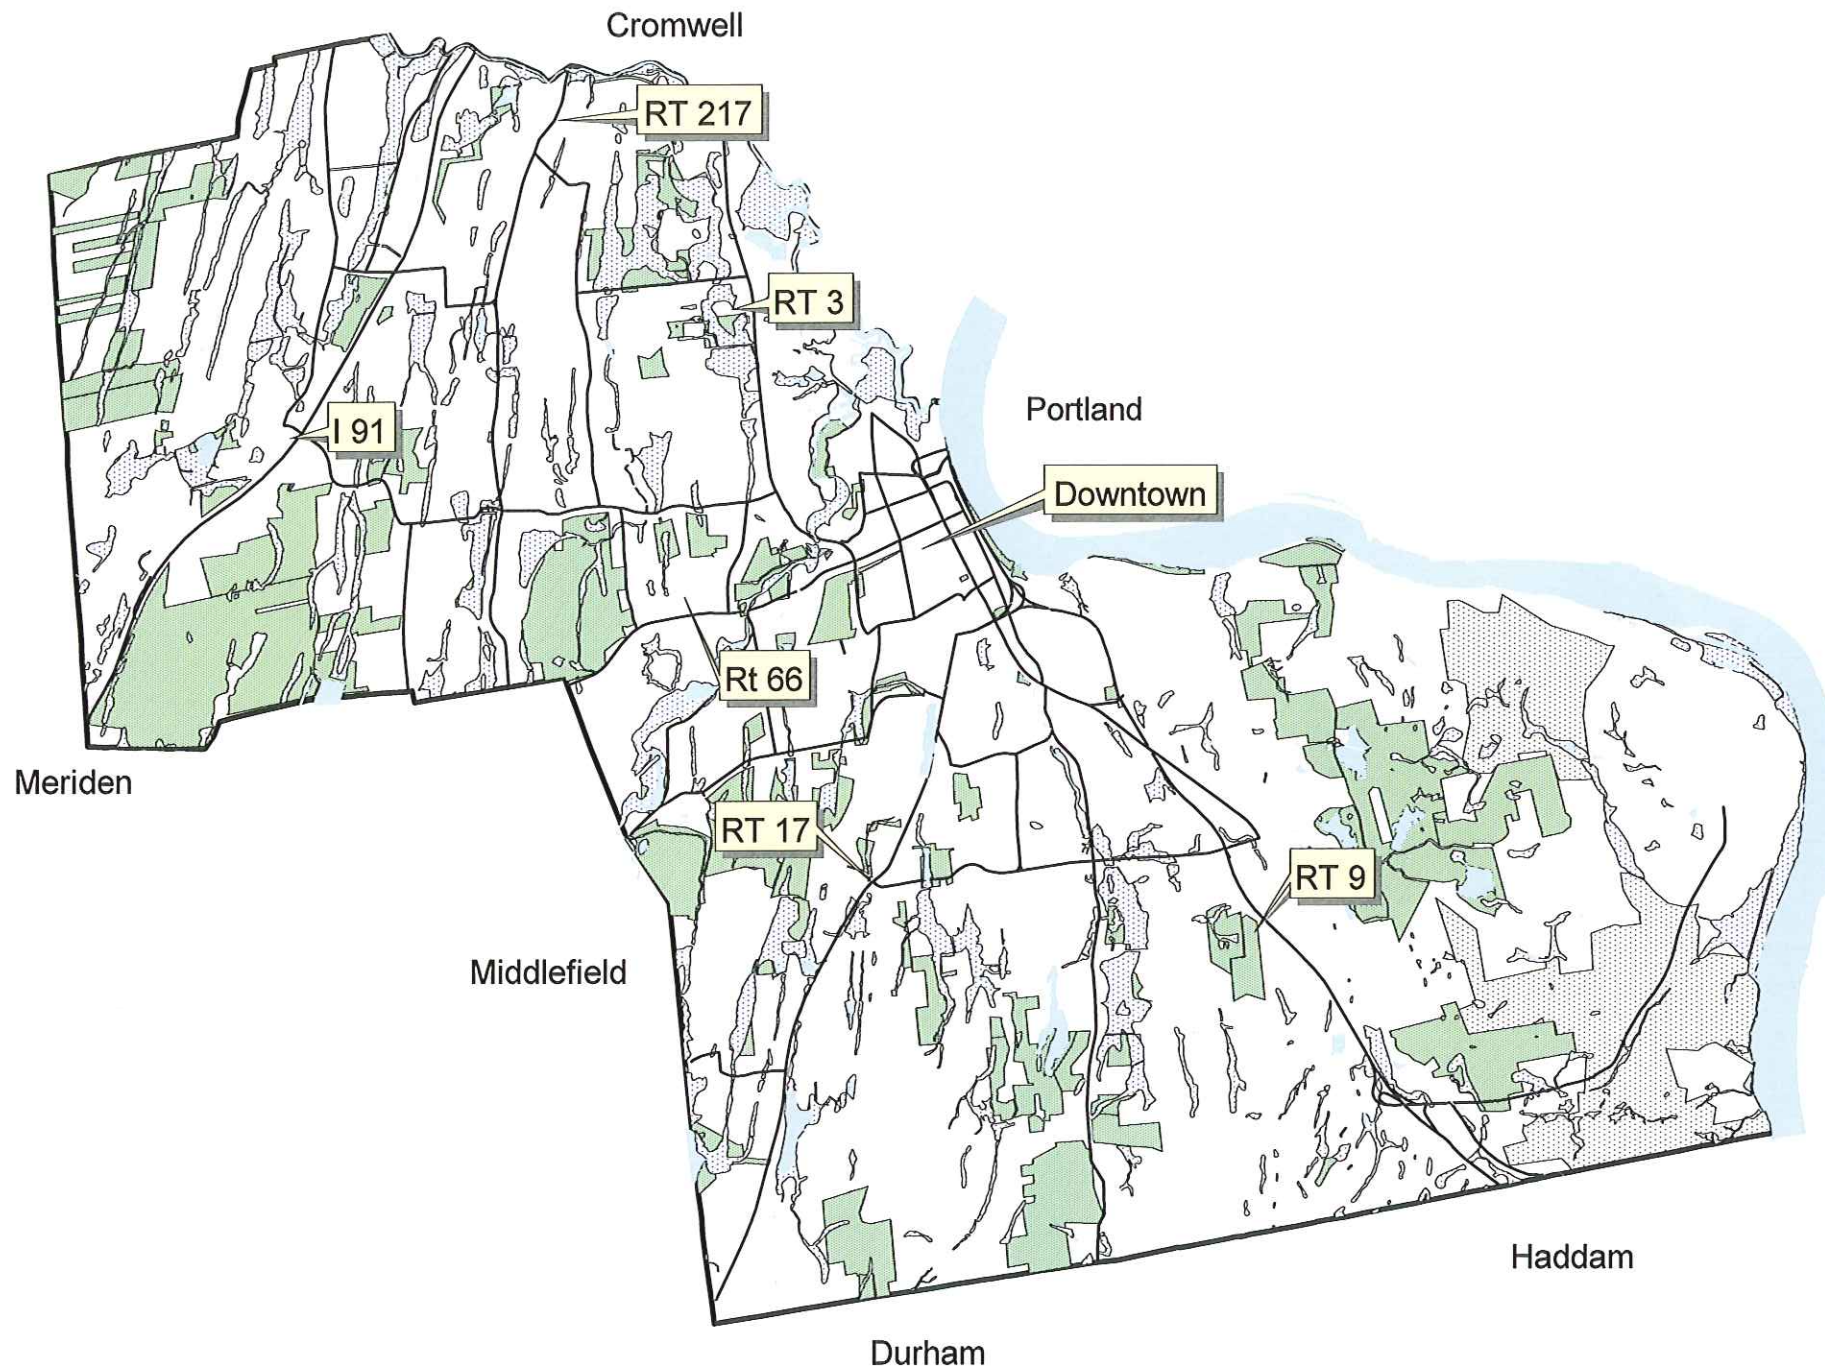 Cromwell
RT 217
RT 3
Portland
I 91
Downtown
Rt 66
Meriden
RT 17
RT 9
Middlefield
Haddam
Durham